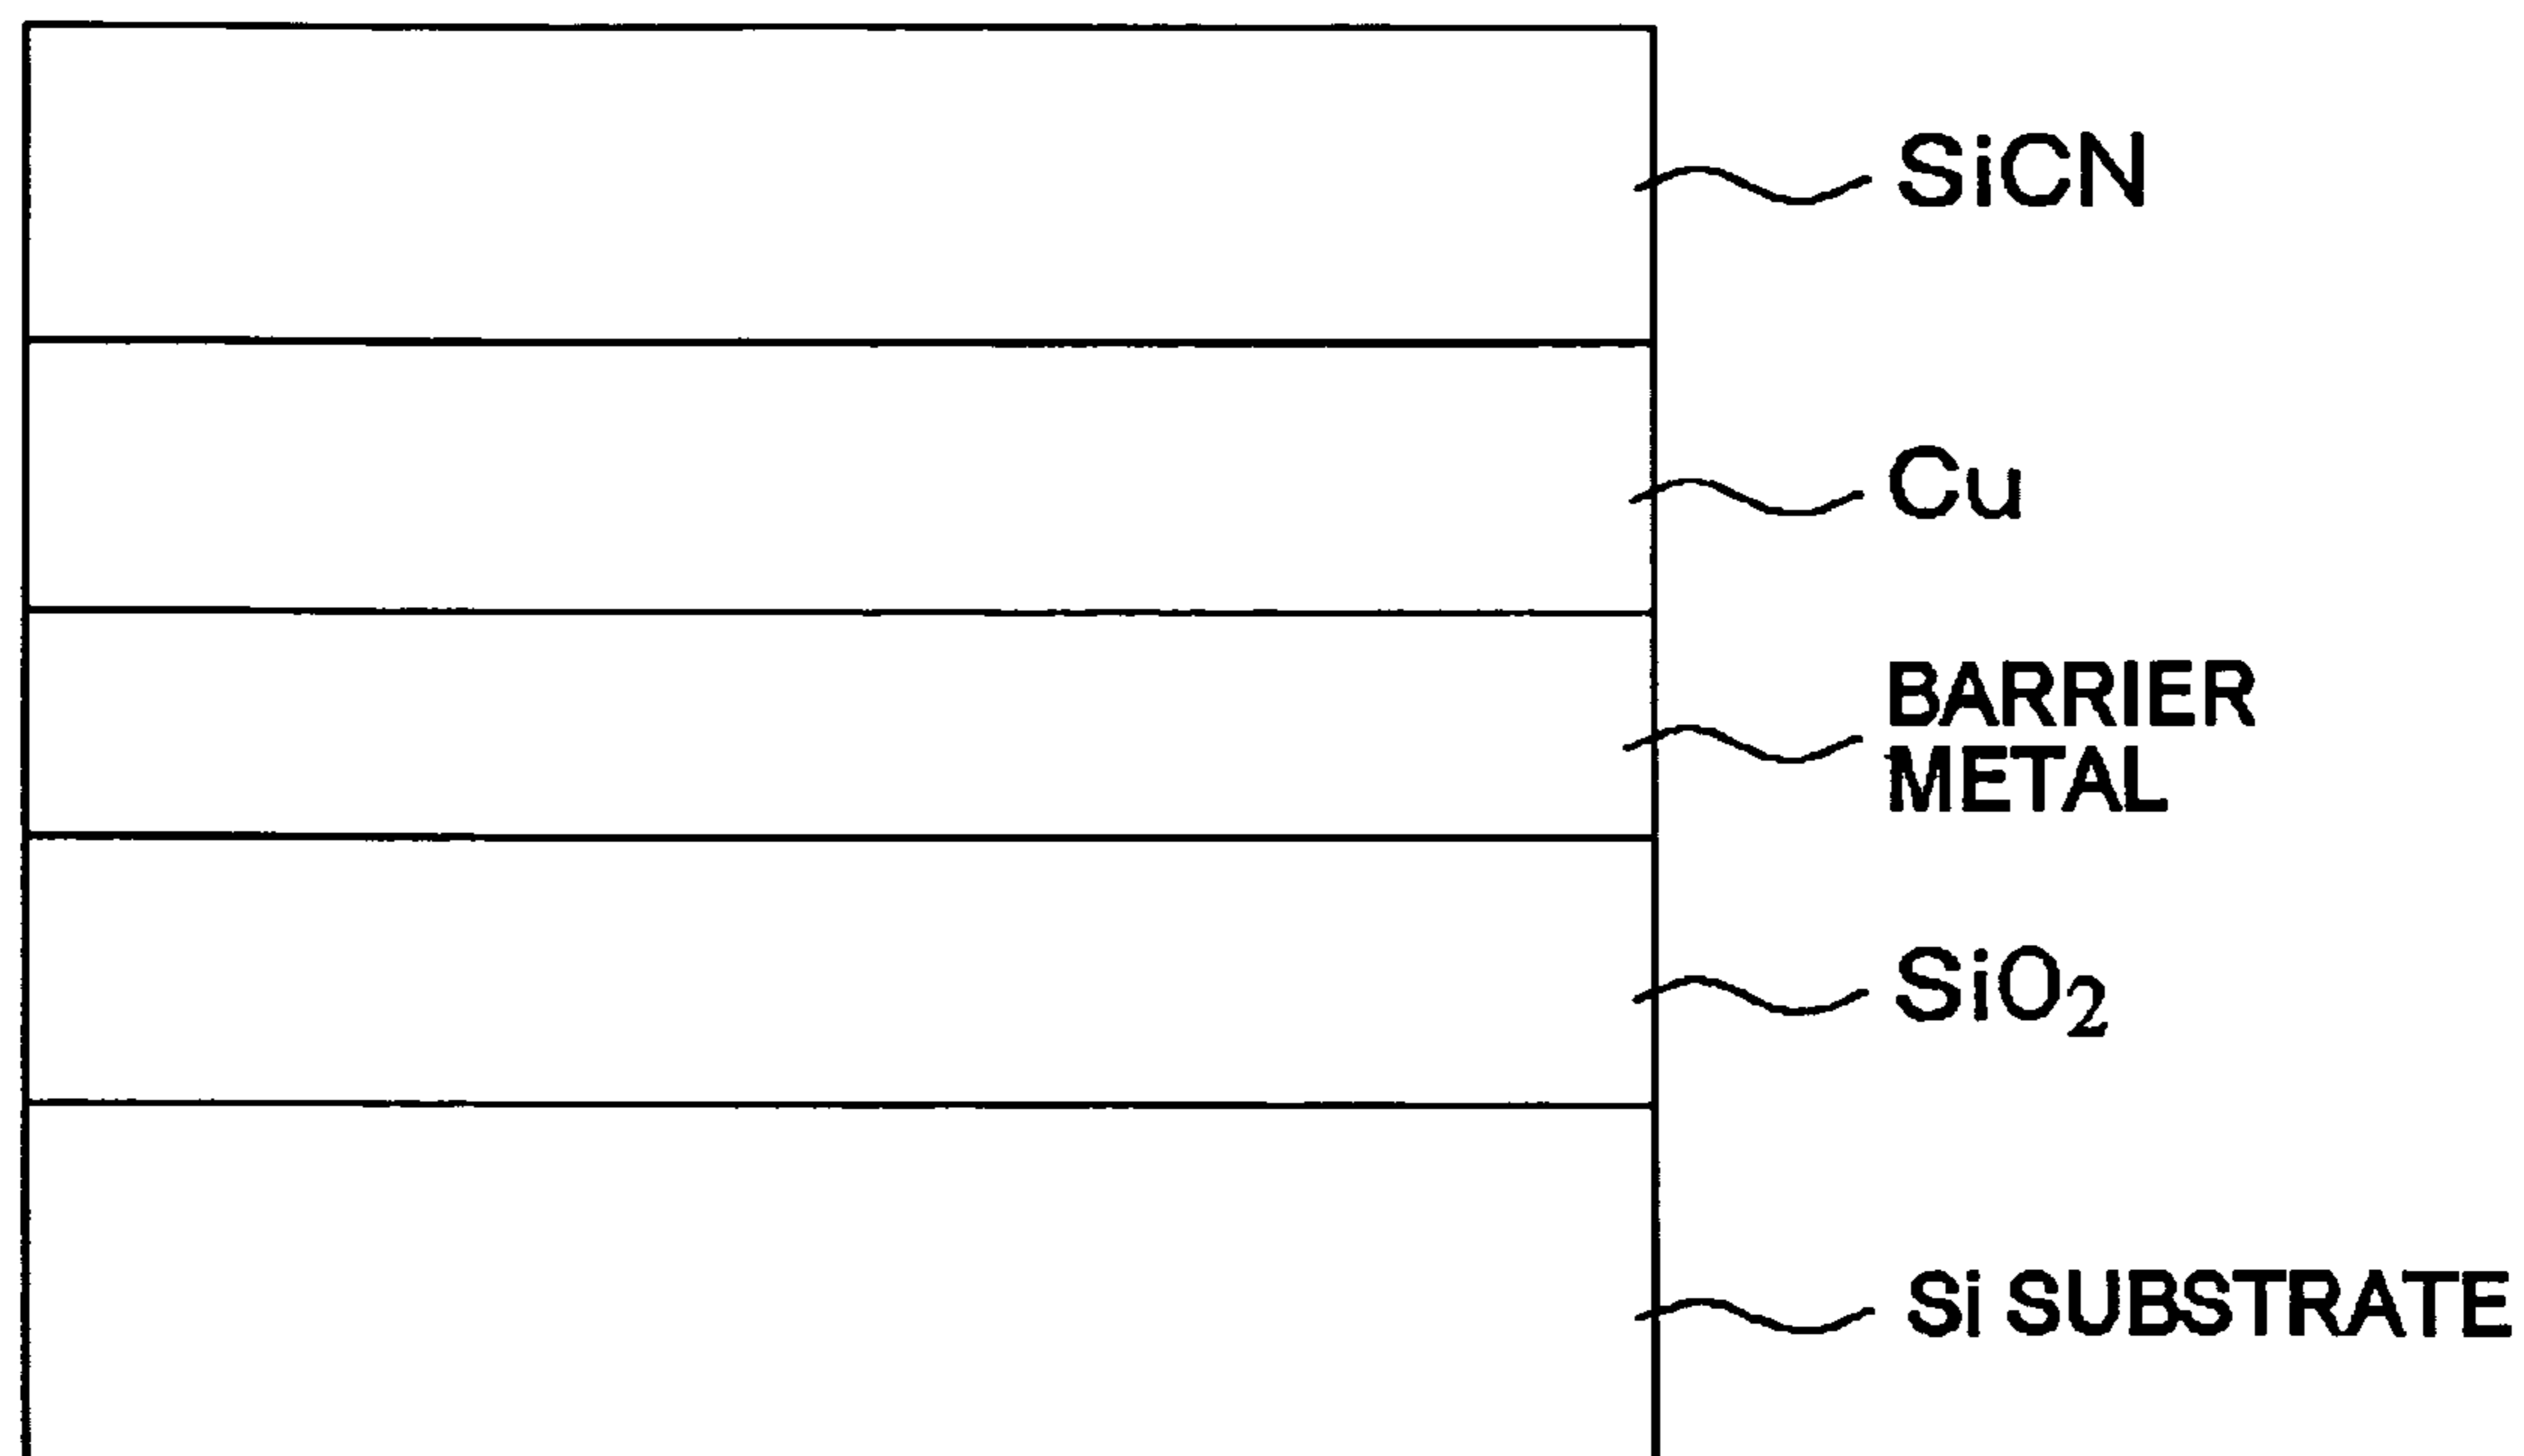 SiCN
Cu
BARRIER
METAL
SiO₂
Si SUBSTRATE